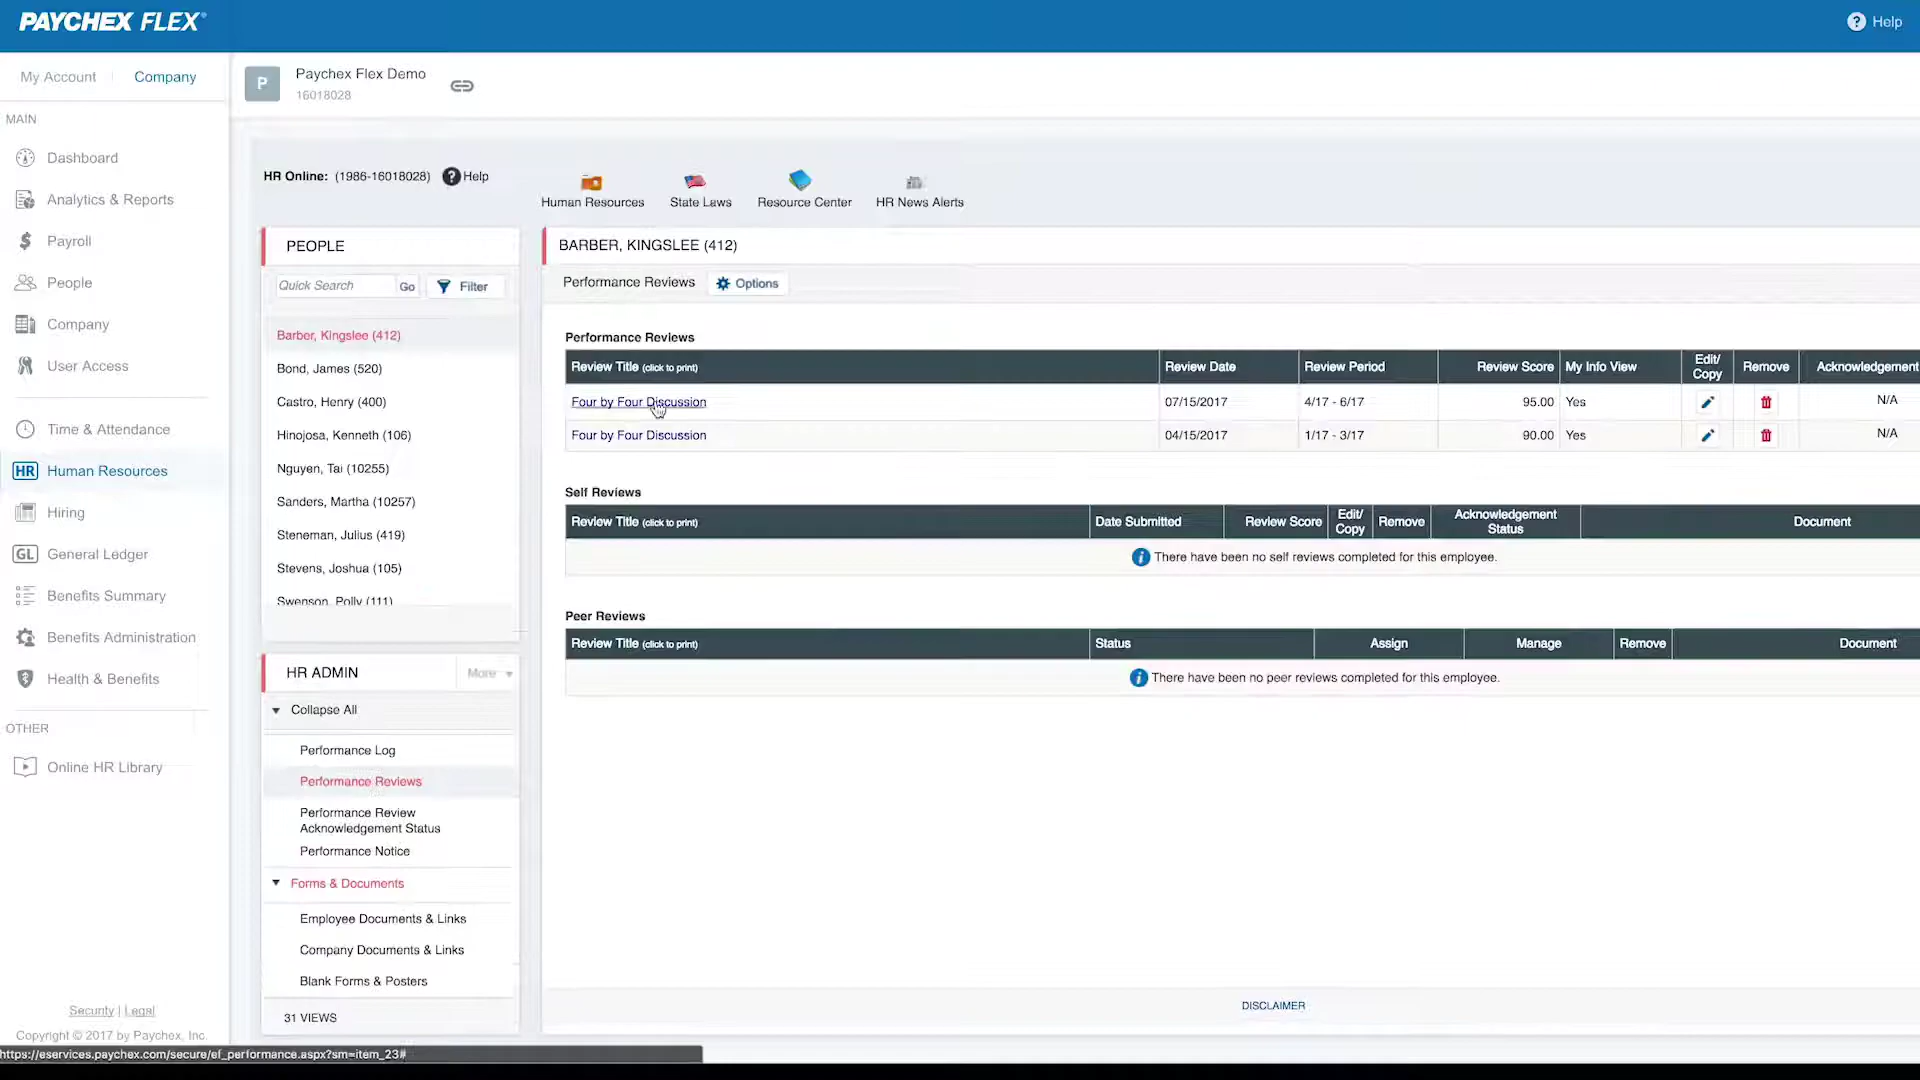 PAYCHEX FLEX®
Help
My Account
Company
P
Paychex Flex Demo
16018028
MAIN
Dashboard
Analytics & Reports
Payroll
People
Company
User Access
Time & Attendance
HR Human Resources
Hiring
GL General Ledger
Benefits Summary
Benefits Administration
Health & Benefits
OTHER
Online HR Library
Security | Legal
Copyright © 2017 by Paychex, Inc.
https://eservices.paychex.com/secure/ef_performance.aspx?sm=item_23#
HR Online: (1986-16018028) Help
Human Resources
State Laws
Resource Center
HR News Alerts
PEOPLE
Quick Search Go Filter
Barber, Kingslee (412)
Bond, James (520)
Castro, Henry (400)
Hinojosa, Kenneth (106)
Nguyen, Tai (10255)
Sanders, Martha (10257)
Steneman, Julius (419)
Stevens, Joshua (105)
Swenson, Polly (111)
HR ADMIN More
Collapse All
Performance Log
Performance Reviews
Performance Review
Acknowledgement Status
Performance Notice
Forms & Documents
Employee Documents & Links
Company Documents & Links
Blank Forms & Posters
31 VIEWS
BARBER, KINGSLEE (412)
Performance Reviews Options
Performance Reviews
Review Title (click to print) Review Date Review Period Review Score My Info View Edit/ Copy Remove Acknowledgement
Four by Four Discussion 07/15/2017 4/17 - 6/17 95.00 Yes N/A
Four by Four Discussion 04/15/2017 1/17 - 3/17 90.00 Yes N/A
Self Reviews
Review Title (click to print) Date Submitted Review Score Edit/ Copy Remove Acknowledgement Status Document
There have been no self reviews completed for this employee.
Peer Reviews
Review Title (click to print) Status Assign Manage Remove Document
There have been no peer reviews completed for this employee.
DISCLAIMER